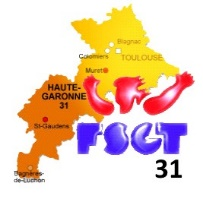 Blagnac
Colomiers
TOULOUSE
HAUTE-
GARONNE
31
Muret
St-Gaudens
FSGT
31
Bagnères-
de-Luchon